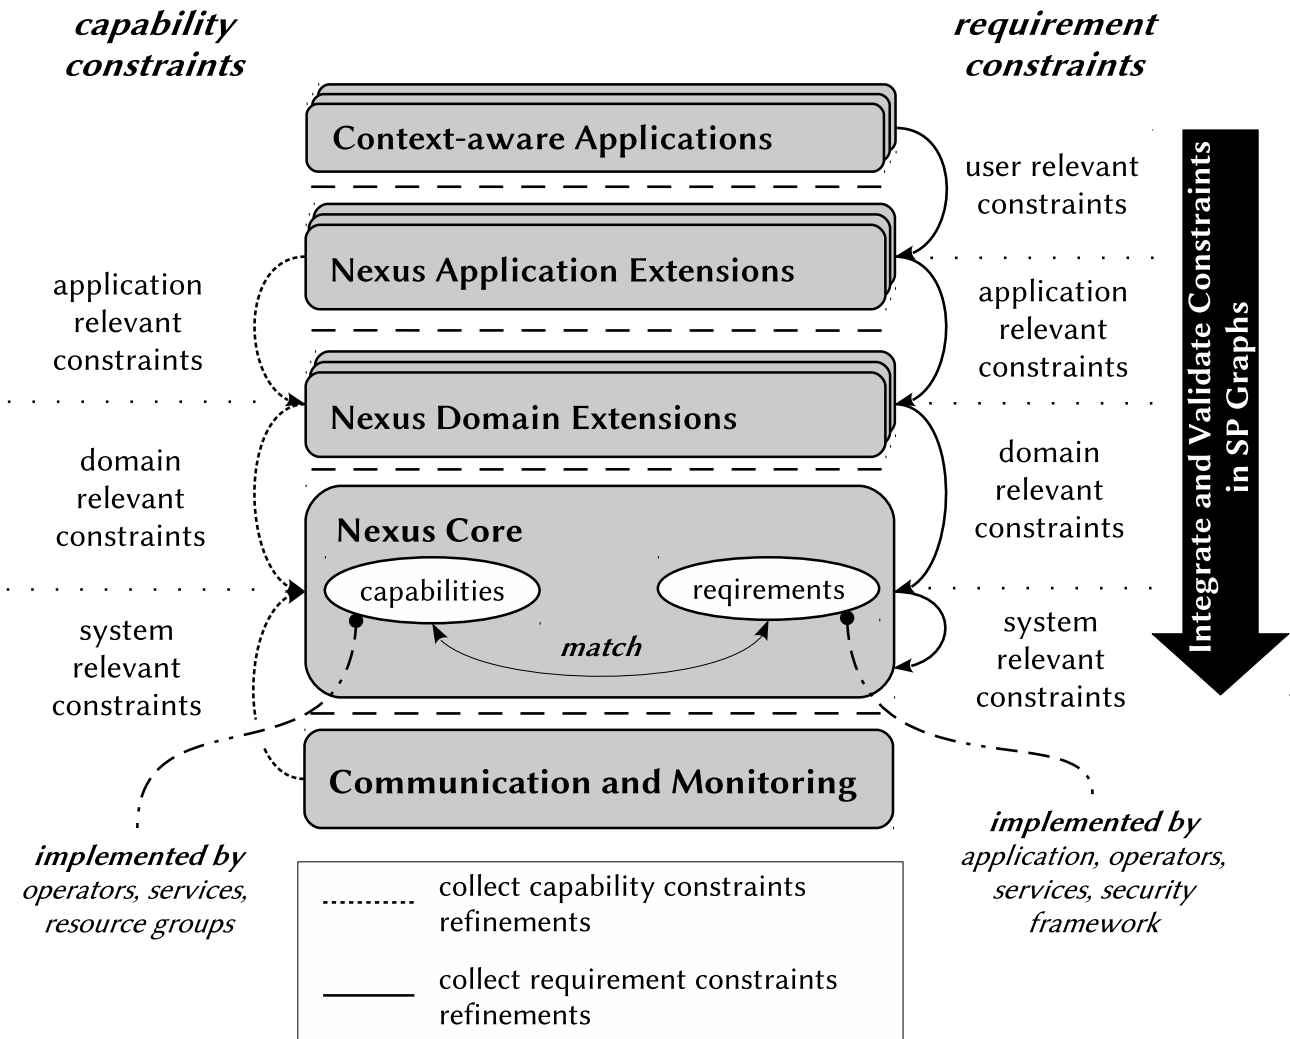 capability
constraints
requirement
constraints
Context-aware Applications
user relevant
constraints
Nexus Application Extensions
application
relevant
constraints
application
relevant
constraints
Nexus Domain Extensions
domain
relevant
constraints
domain
relevant
constraints
Nexus Core
capabilities
reqirements
match
system
relevant
constraints
system
relevant
constraints
Integrate and Validate Constraints
in SP Graphs
Communication and Monitoring
implemented by
operators, services,
resource groups
implemented by
application, operators,
services, security
framework
collect capability constraints
refinements
collect requirement constraints
refinements